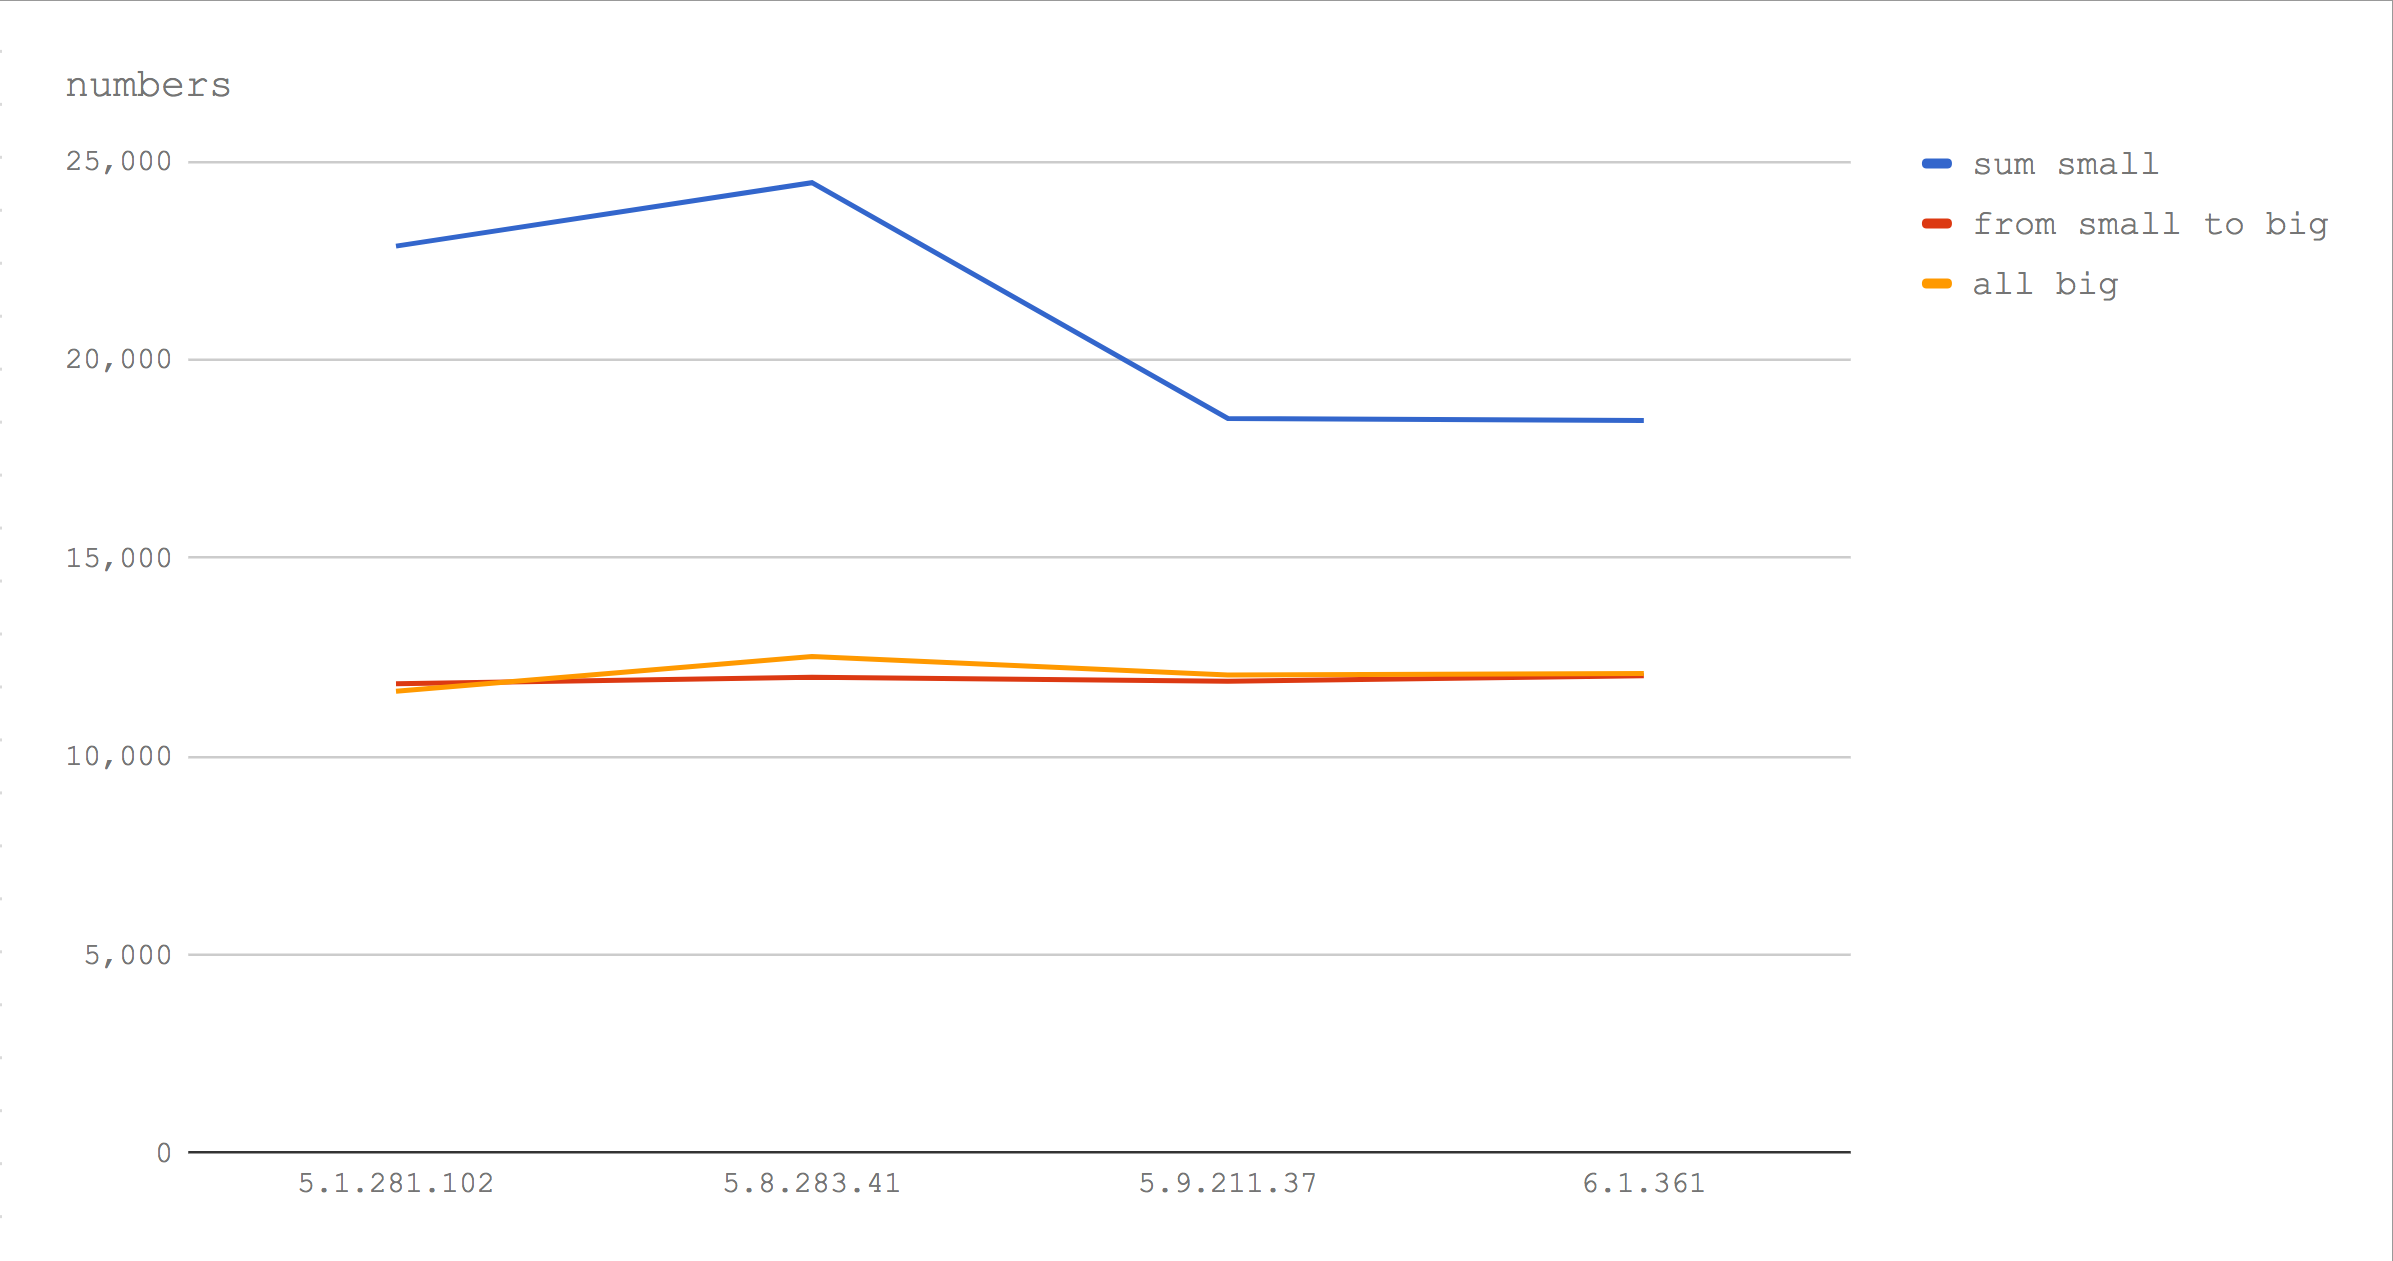 numbers
25,000
20,000
15,000
10,000
5,000
0
5.1.281.102 5.8.283.41 5.9.211.37 6.1.361
sum small
from small to big
all big